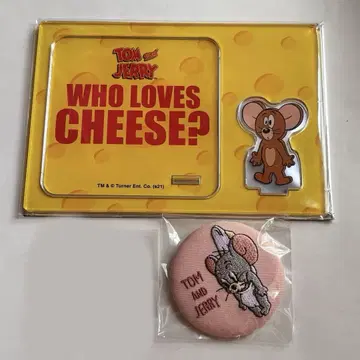 TOM AND
JERRY
WHO LOVES
CHEESE?
TM & © Turner Ent. Co. (s21)
TOM
AND
JERRY